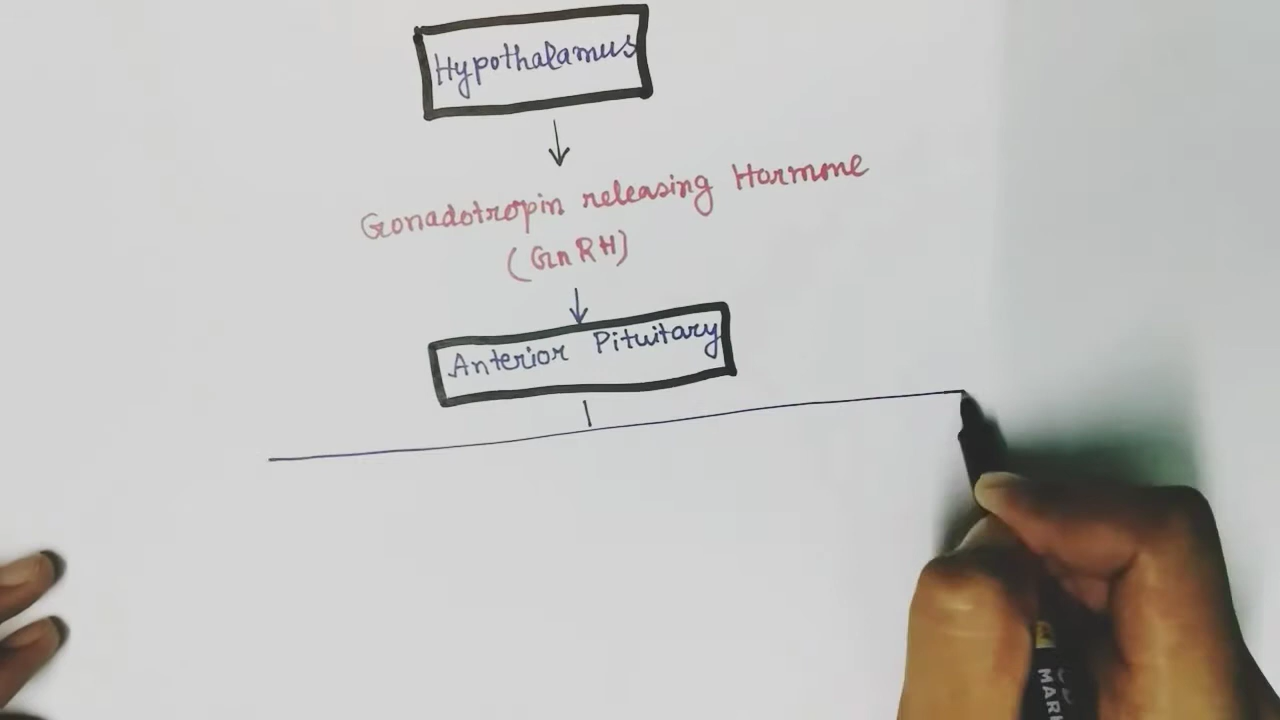 Hypothalamus
Gonadotropin releasing Hormone
(GnRH)
Anterior Pituitary